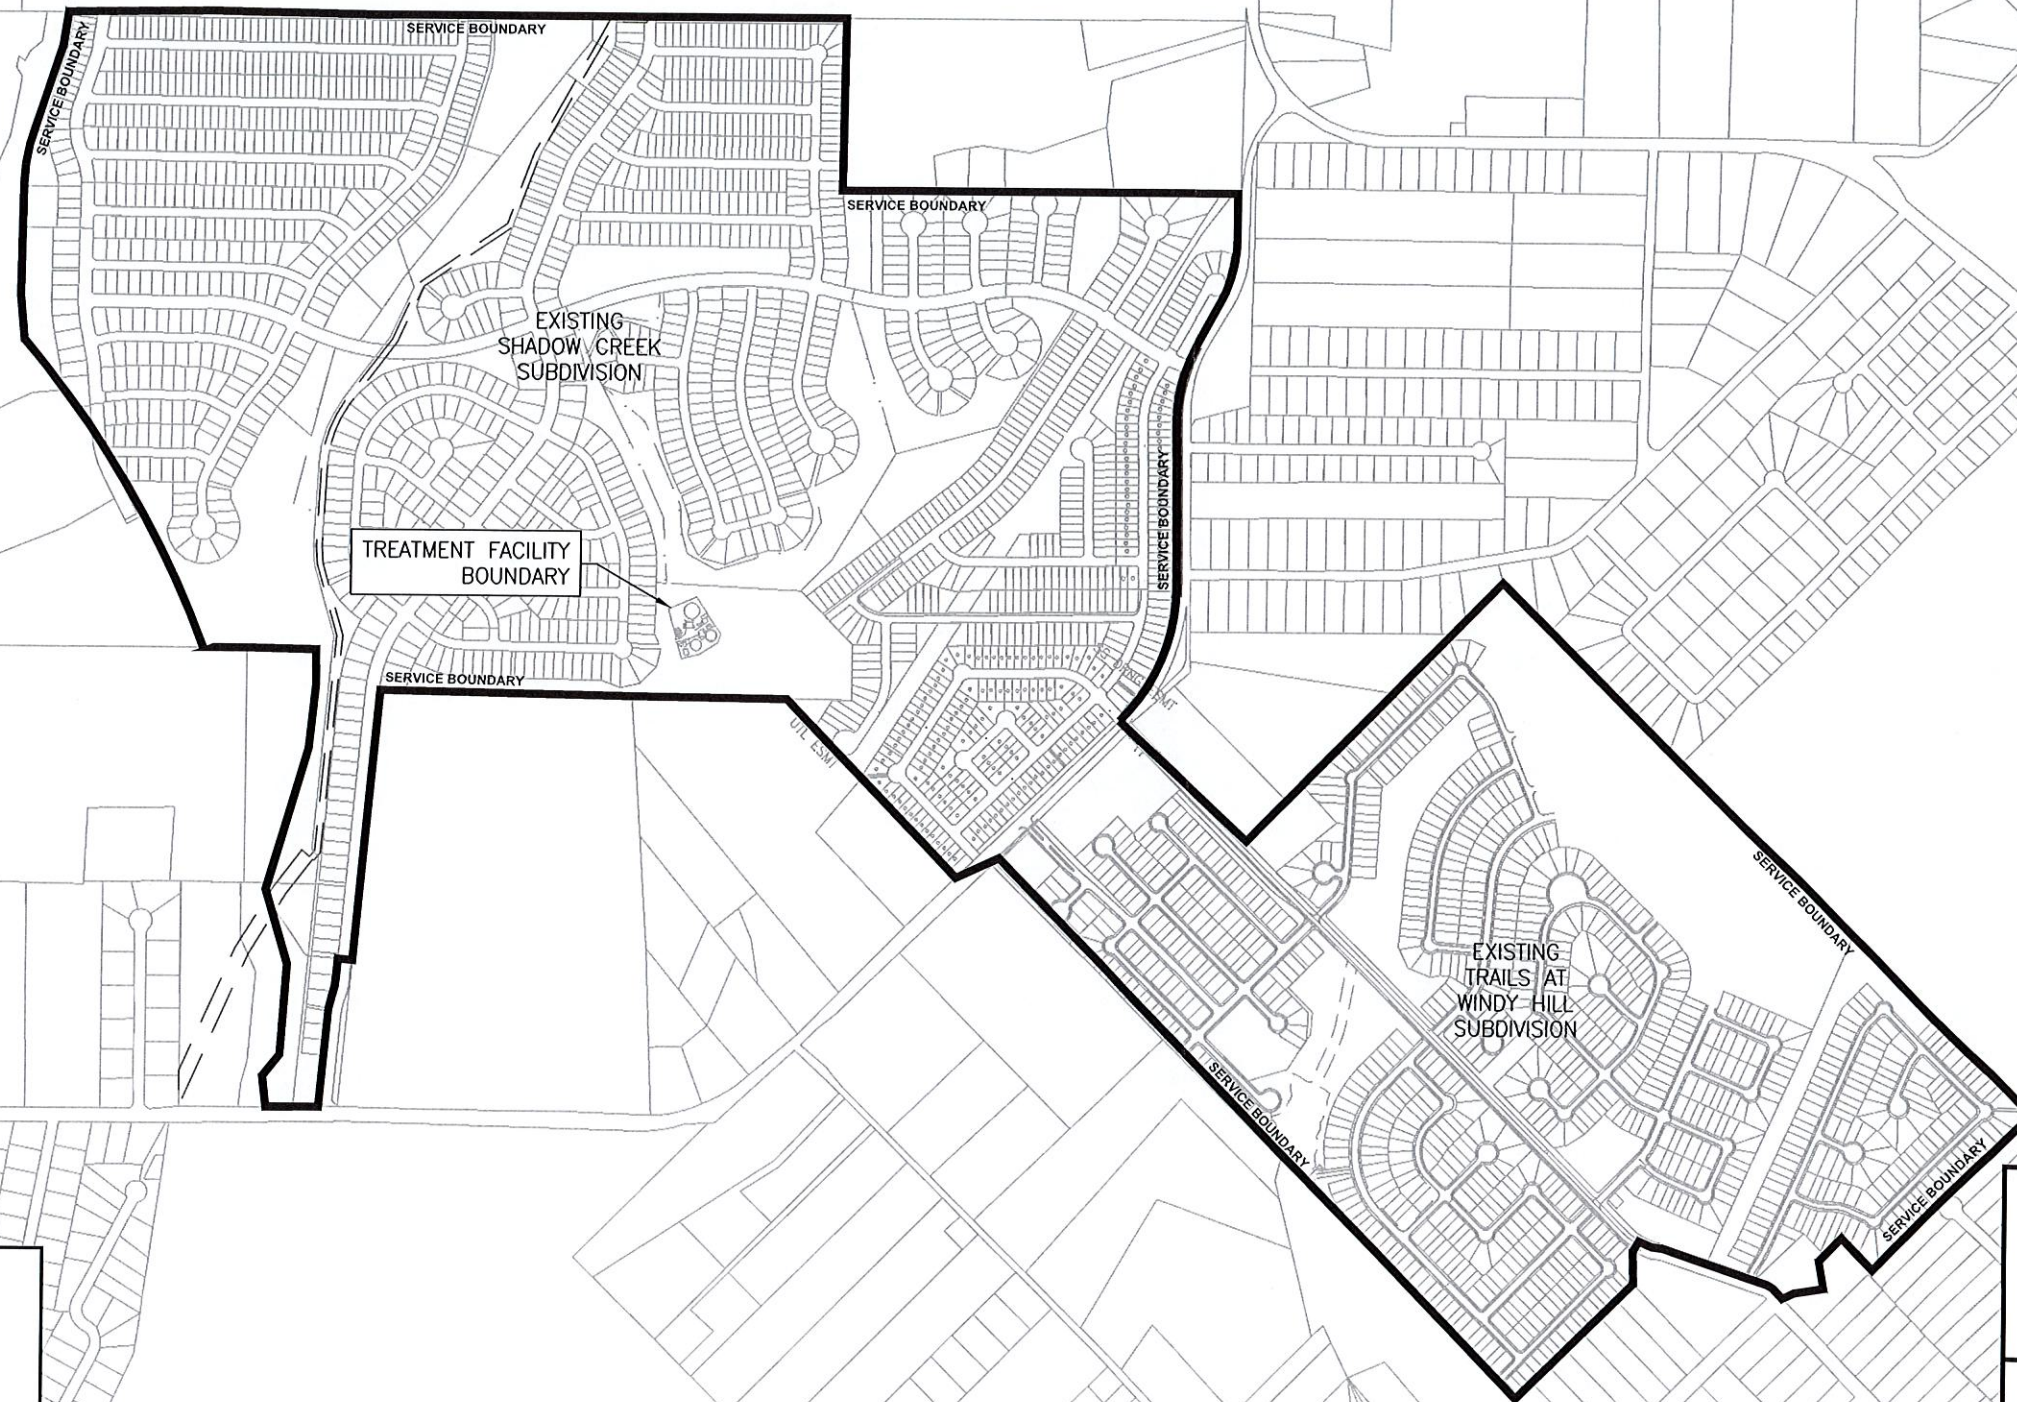 SERVICE BOUNDARY
SERVICE BOUNDARY
SERVICE BOUNDARY
EXISTING
SHADOW CREEK
SUBDIVISION
SERVICE BOUNDARY
TREATMENT FACILITY
BOUNDARY
SERVICE BOUNDARY
UTIL ESMT
ESMT
SERVICE BOUNDARY
EXISTING
TRAILS AT
WINDY HILL
SUBDIVISION
SERVICE BOUNDARY
SERVICE BOUNDARY